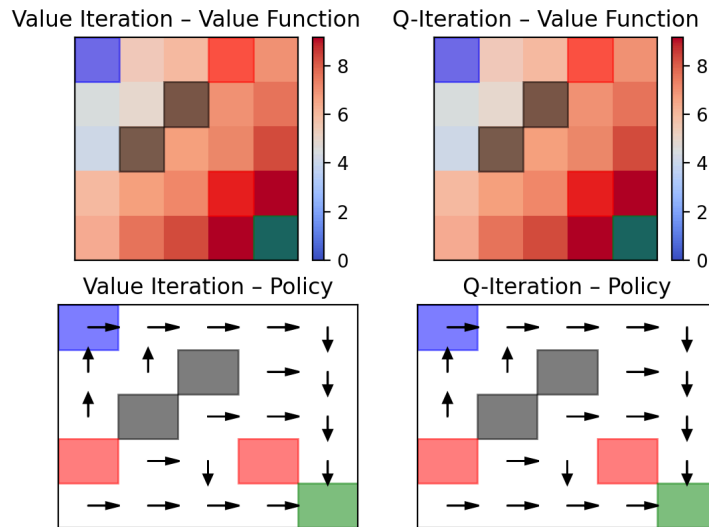 Value Iteration – Value Function
Q-Iteration – Value Function
8
6
4
2
0
8
6
4
2
0
Value Iteration – Policy
Q-Iteration – Policy